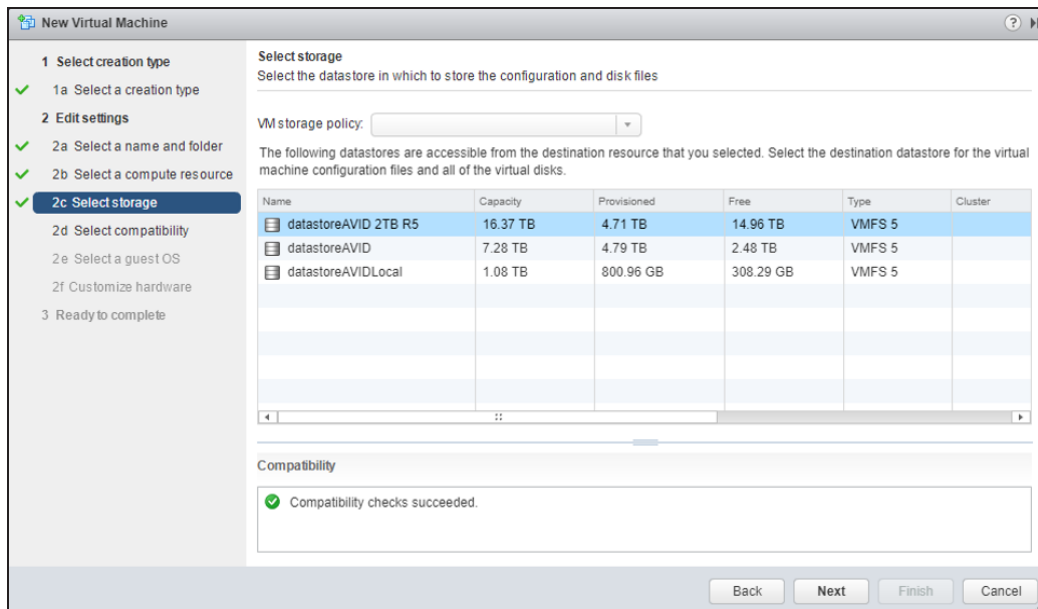 New Virtual Machine
?
1 Select creation type
1a Select a creation type
2 Edit settings
2a Select a name and folder
2b Select a compute resource
2c Select storage
2d Select compatibility
2e Select a guest OS
2f Customize hardware
3 Ready to complete
Select storage
Select the datastore in which to store the configuration and disk files
VM storage policy:
The following datastores are accessible from the destination resource that you selected. Select the destination datastore for the virtual
machine configuration files and all of the virtual disks.
Name Capacity Provisioned Free Type Cluster
datastoreAVID 2TB R5 16.37 TB 4.71 TB 14.96 TB VMFS 5
datastoreAVID 7.28 TB 4.79 TB 2.48 TB VMFS 5
datastoreAVIDLocal 1.08 TB 800.96 GB 308.29 GB VMFS 5
Compatibility
Compatibility checks succeeded.
Back Next Finish Cancel